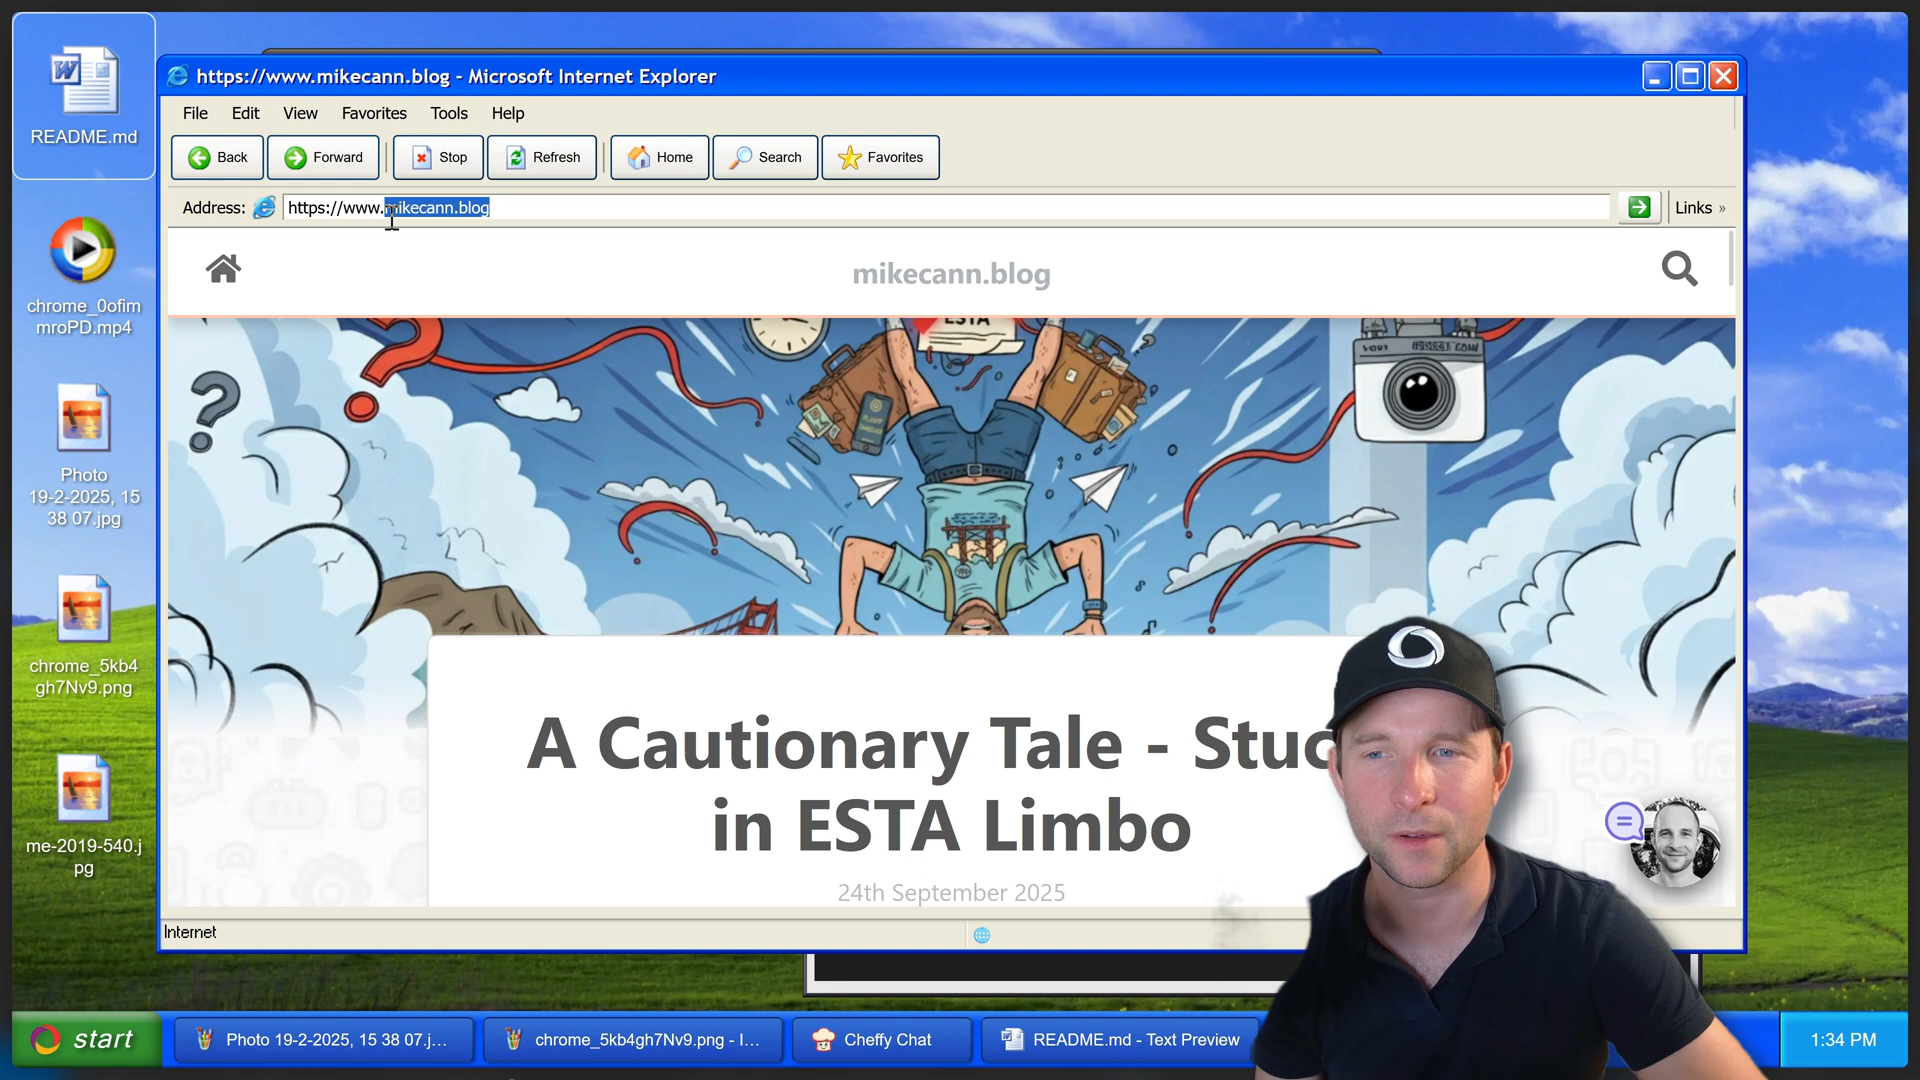 README.md
chrome_0ofim
mroPD.mp4
Photo
19-2-2025, 15
38 07.jpg
chrome_5kb4
gh7Nv9.png
me-2019-540.j
pg
https://www.mikecann.blog - Microsoft Internet Explorer
File Edit View Favorites Tools Help
Back Forward Stop Refresh Home Search Favorites
Address: https://www.mikecann.blog Links »
mikecann.blog
ESTA
A Cautionary Tale - Stuc
in ESTA Limbo
24th September 2025
Internet
start Photo 19-2-2025, 15 38 07.j... chrome_5kb4gh7Nv9.png - I... Cheffy Chat README.md - Text Preview 1:34 PM